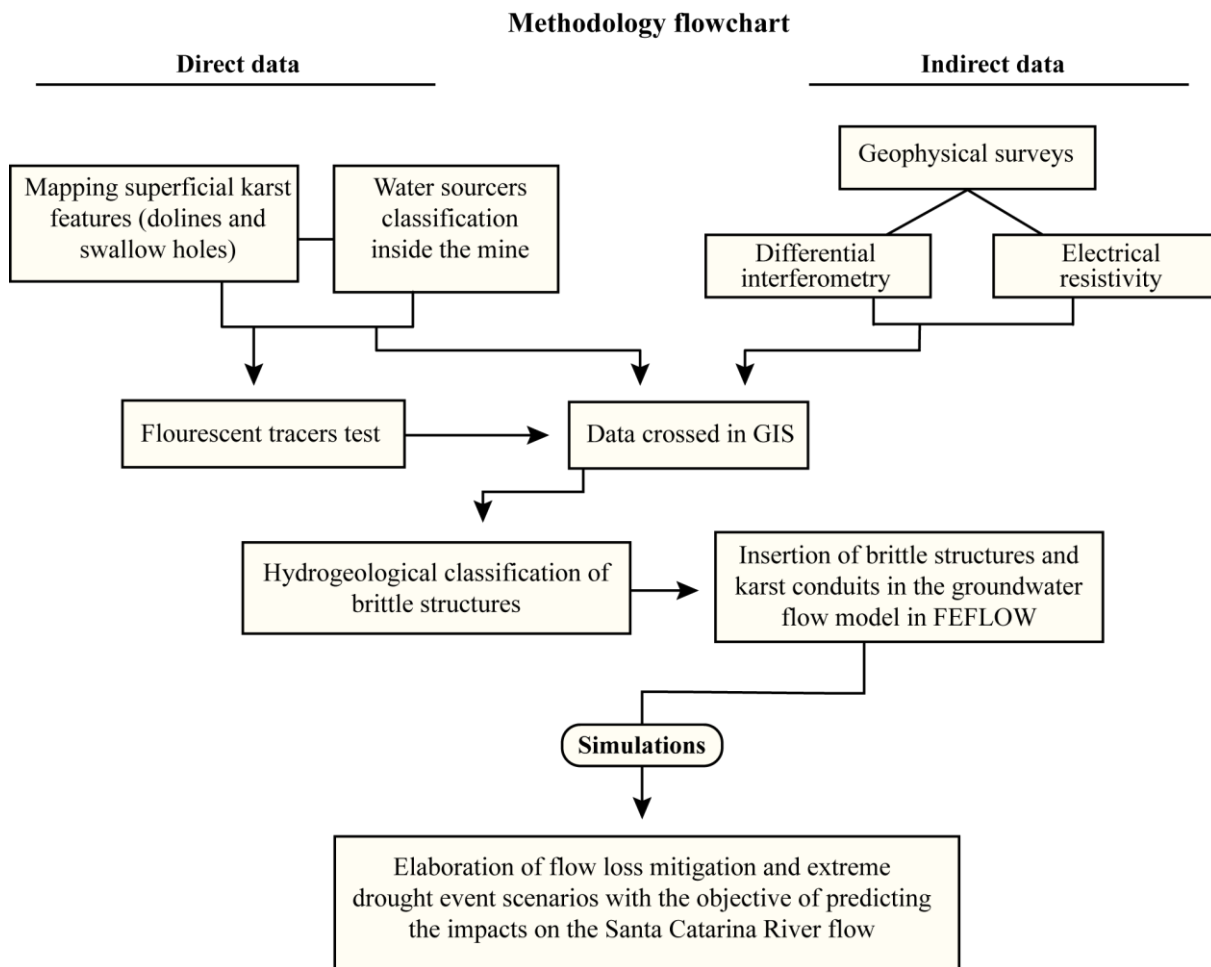 Methodology flowchart
Direct data
Indirect data
Mapping superficial karst
features (dolines and
swallow holes)
Water sourcers
classification
inside the mine
Geophysical surveys
Differential
interferometry
Electrical
resistivity
Flourescent tracers test
Data crossed in GIS
Hydrogeological classification of
brittle structures
Insertion of brittle structures and
karst conduits in the groundwater
flow model in FEFLOW
Simulations
Elaboration of flow loss mitigation and extreme
drought event scenarios with the objective of predicting
the impacts on the Santa Catarina River flow